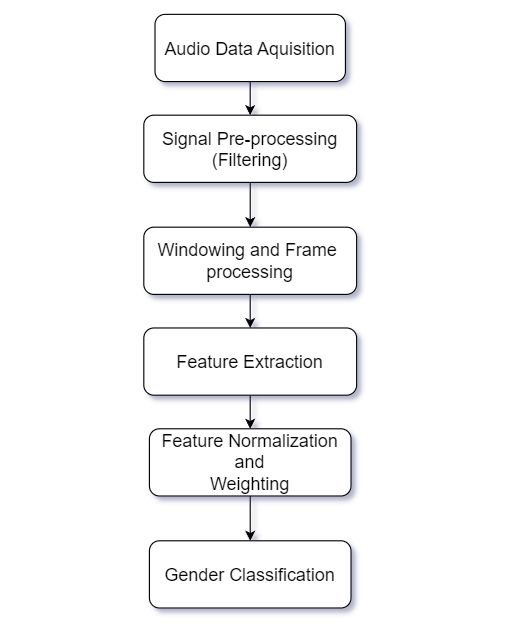 Audio Data Aquisition
Signal Pre-processing
(Filtering)
Windowing and Frame
processing
Feature Extraction
Feature Normalization
and
Weighting
Gender Classification